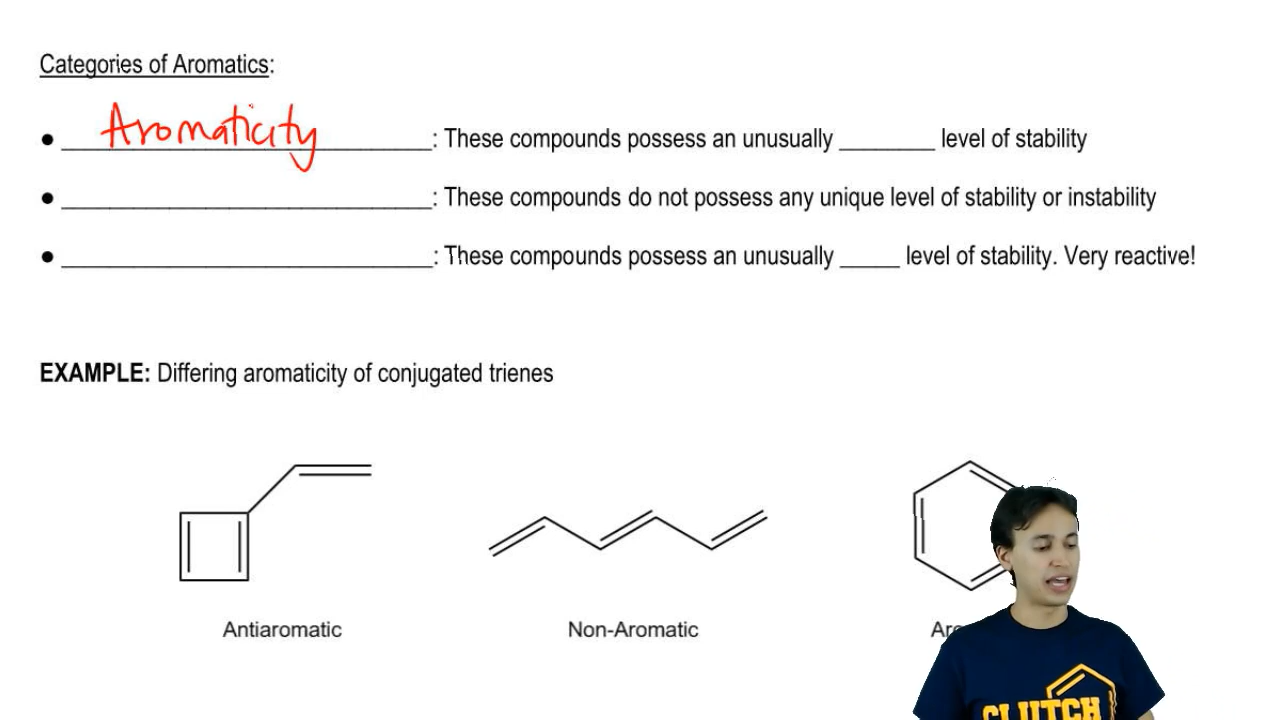 Categories of Aromatics:
● Aromaticity : These compounds possess an unusually ________ level of stability
● ____________________________: These compounds do not possess any unique level of stability or instability
● ____________________________: These compounds possess an unusually _____ level of stability. Very reactive!
EXAMPLE: Differing aromaticity of conjugated trienes
Antiaromatic
Non-Aromatic
CLUTCH